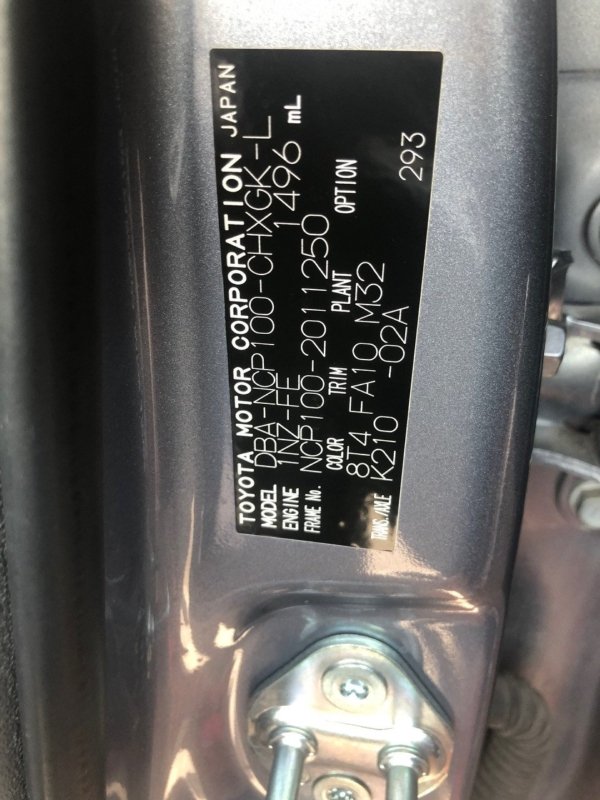 TOYOTA MOTOR CORPORATION JAPAN
MODEL DBA-NCP100-CHXGK-L
ENGINE 1NZ-FE 1496 mL
FRAME No. NCP100-2011250
COLOR TRIM PLANT OPTION
8T4 FA10 M32 293
TRANS./AXLE K210 -02A